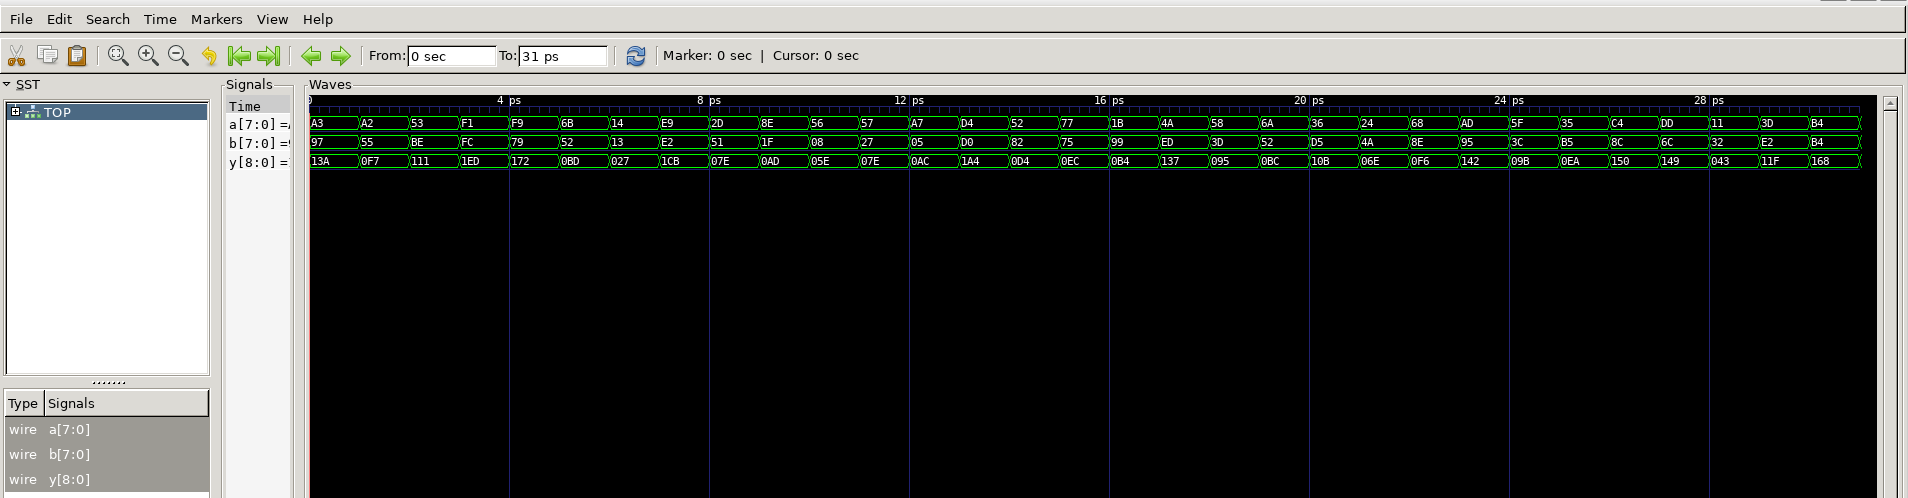 File Edit Search Time Markers View Help
From: 0 sec To: 31 ps Marker: 0 sec | Cursor: 0 sec
SST
TOP
Type Signals
wire a[7:0]
wire b[7:0]
wire y[8:0]
Signals
Time
a[7:0] =
b[7:0] =
y[8:0] =
Waves
0 4 ps 8 ps 12 ps 16 ps 20 ps 24 ps 28 ps
A3 A2 53 F1 F9 6B 14 E9 2D 8E 56 57 A7 D4 52 77 1B 4A 58 6A 36 24 68 AD 5F 35 C4 DD 11 3D B4
97 55 BE FC 79 52 13 E2 51 1F 08 27 05 D0 82 75 99 ED 3D 52 D5 4A 8E 95 3C B5 8C 6C 32 E2 B4
13A 0F7 111 1ED 172 0BD 027 1CB 07E 0AD 05E 07E 0AC 1A4 0D4 0EC 0B4 137 095 0BC 10B 06E 0F6 142 09B 0EA 150 149 043 11F 168